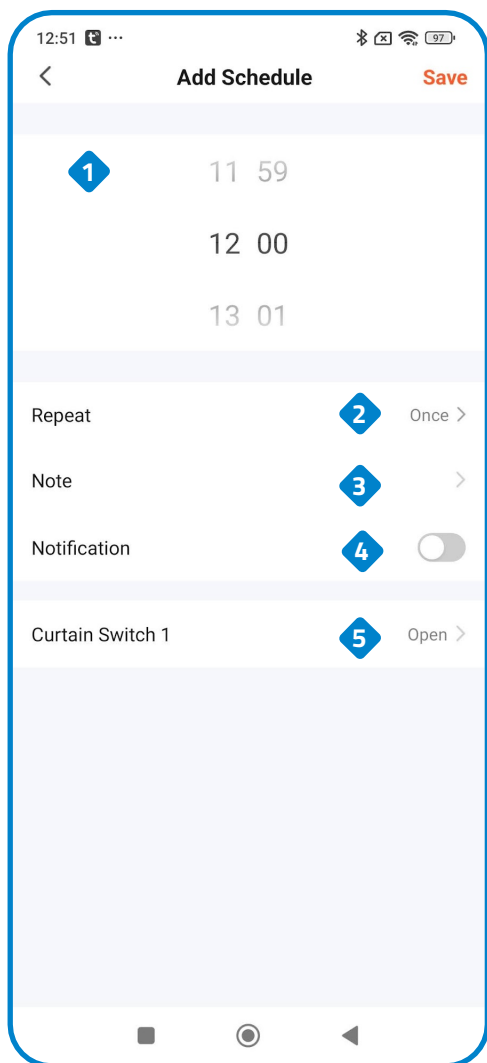 12:51 t ... 97
Add Schedule Save
1 11 59
12 00
13 01
Repeat 2 Once
Note 3
Notification 4
Curtain Switch 1 5 Open